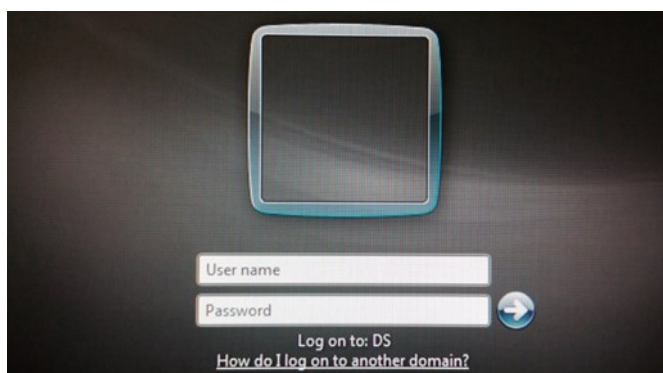 User name
Password
Log on to: DS
How do I log on to another domain?